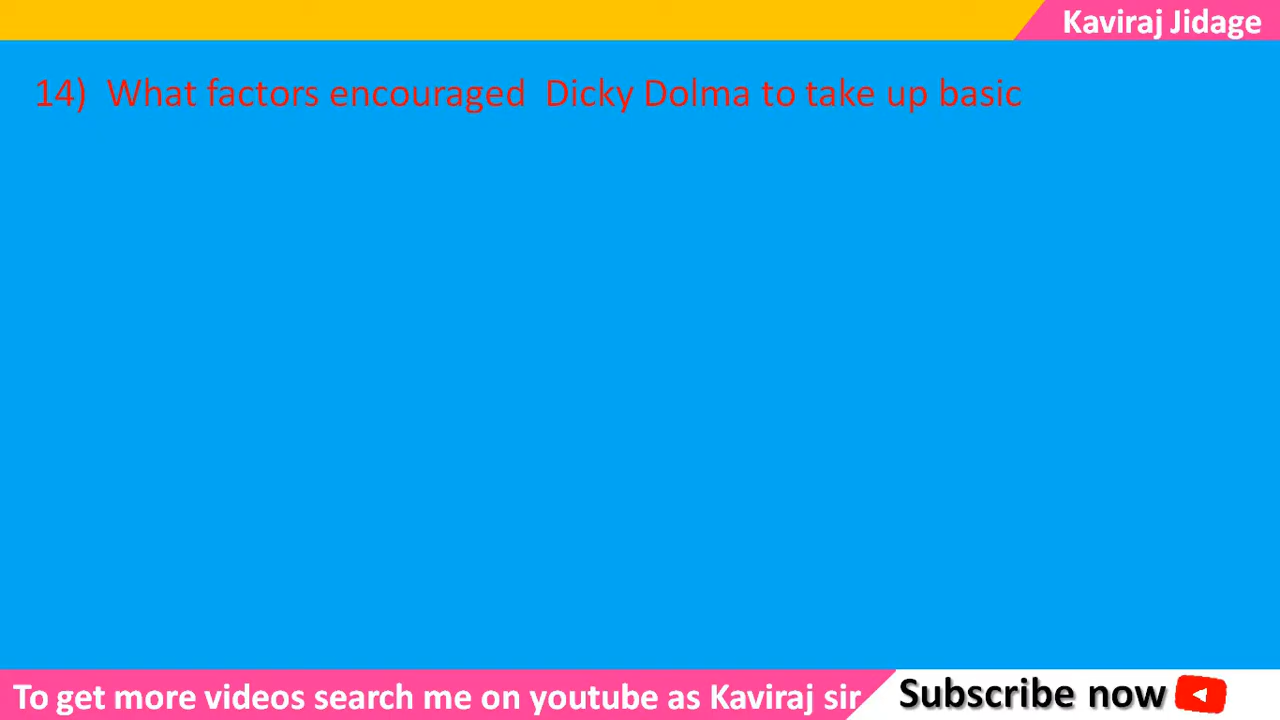 Kaviraj Jidage
14) What factors encouraged Dicky Dolma to take up basic
To get more videos search me on youtube as Kaviraj sir
Subscribe now